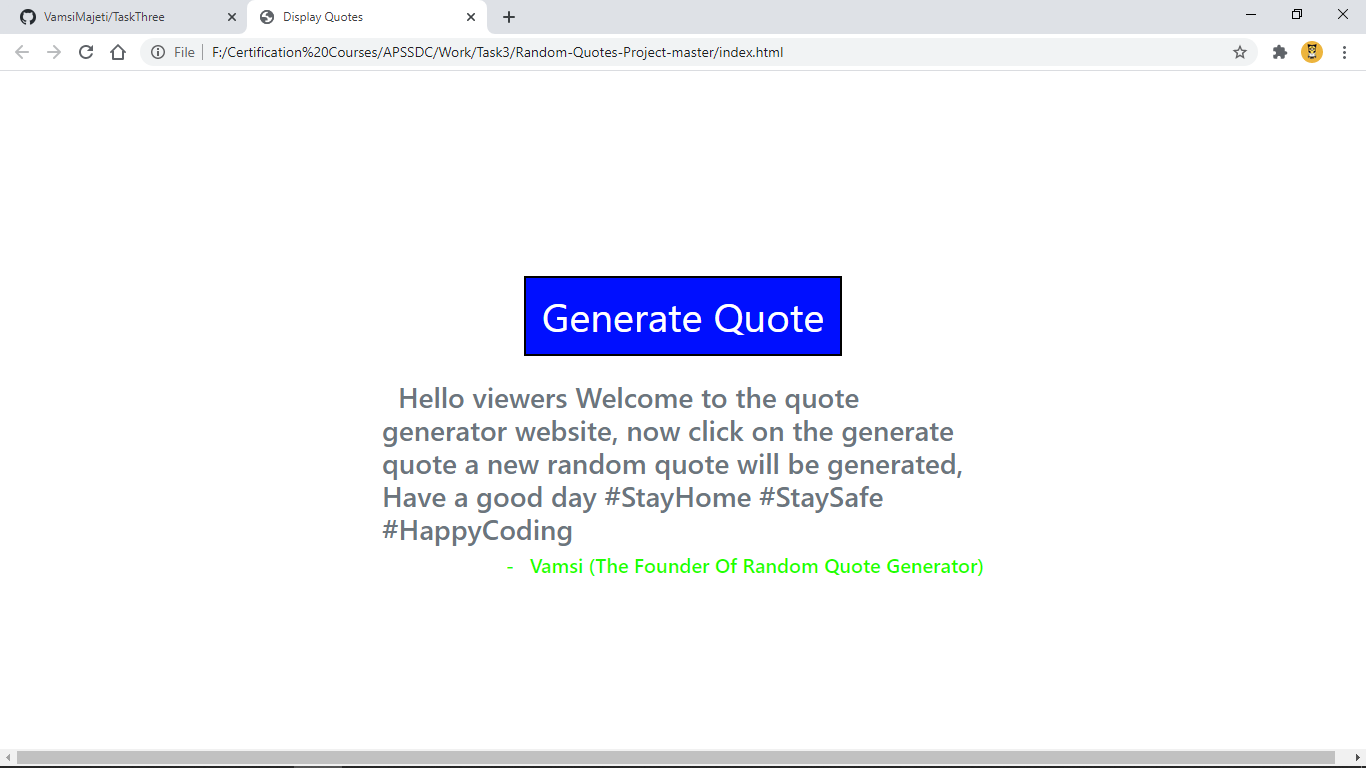 VamsiMajeti/TaskThree
Display Quotes
File
F:/Certification%20Courses/APSSDC/Work/Task3/Random-Quotes-Project-master/index.html
Generate Quote
Hello viewers Welcome to the quote
generator website, now click on the generate
quote a new random quote will be generated,
Have a good day #StayHome #StaySafe
#HappyCoding
- Vamsi (The Founder Of Random Quote Generator)